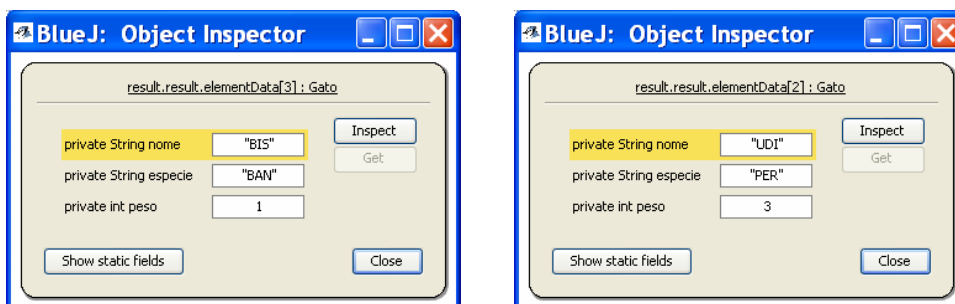 BlueJ: Object Inspector
result.result.elementData[3] : Gato
private String nome "BIS"
Inspect
Get
private String especie "BAN"
private int peso 1
Show static fields
Close
BlueJ: Object Inspector
result.result.elementData[2] : Gato
private String nome "UDI"
Inspect
Get
private String especie "PER"
private int peso 3
Show static fields
Close